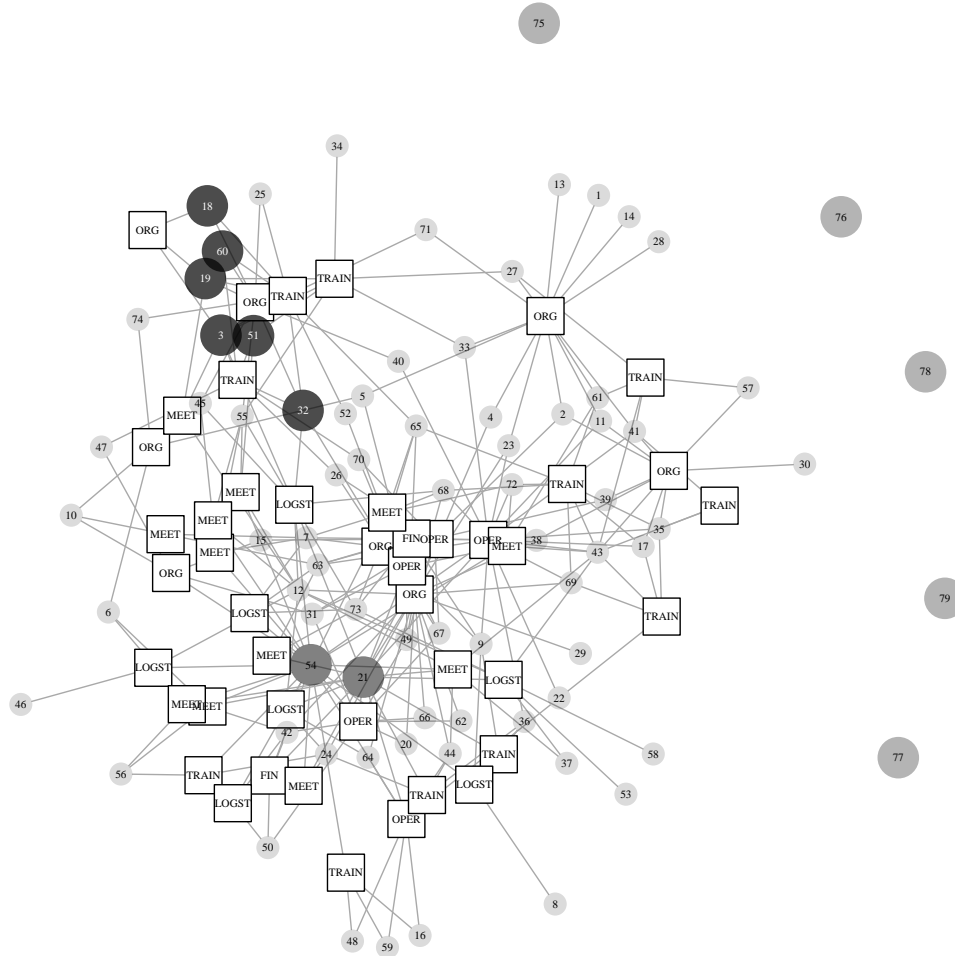 75
34
13
1
25
18
14
76
ORG
71
28
60
27
19
TRAIN
TRAIN
ORG
ORG
74
3
51
33
40
78
TRAIN
TRAIN
57
5
61
45
32
52
2
MEET
55
4
11
65
41
47
ORG
23
70
30
26
ORG
72
TRAIN
68
MEET
39
LOGST
TRAIN
10
MEET
MEET
35
MEET
7
15
FIN
OPER
OPER
38
ORG
MEET
17
MEET
43
63
OPER
ORG
69
12
ORG
79
73
6
LOGST
31
TRAIN
67
49
9
29
MEET
54
LOGST
MEET
21
LOGST
22
46
MEET
MEET
LOGST
66
62
36
OPER
42
20
44
58
24
TRAIN
64
77
37
56
TRAIN
FIN
MEET
LOGST
TRAIN
53
LOGST
OPER
50
TRAIN
8
16
48
59